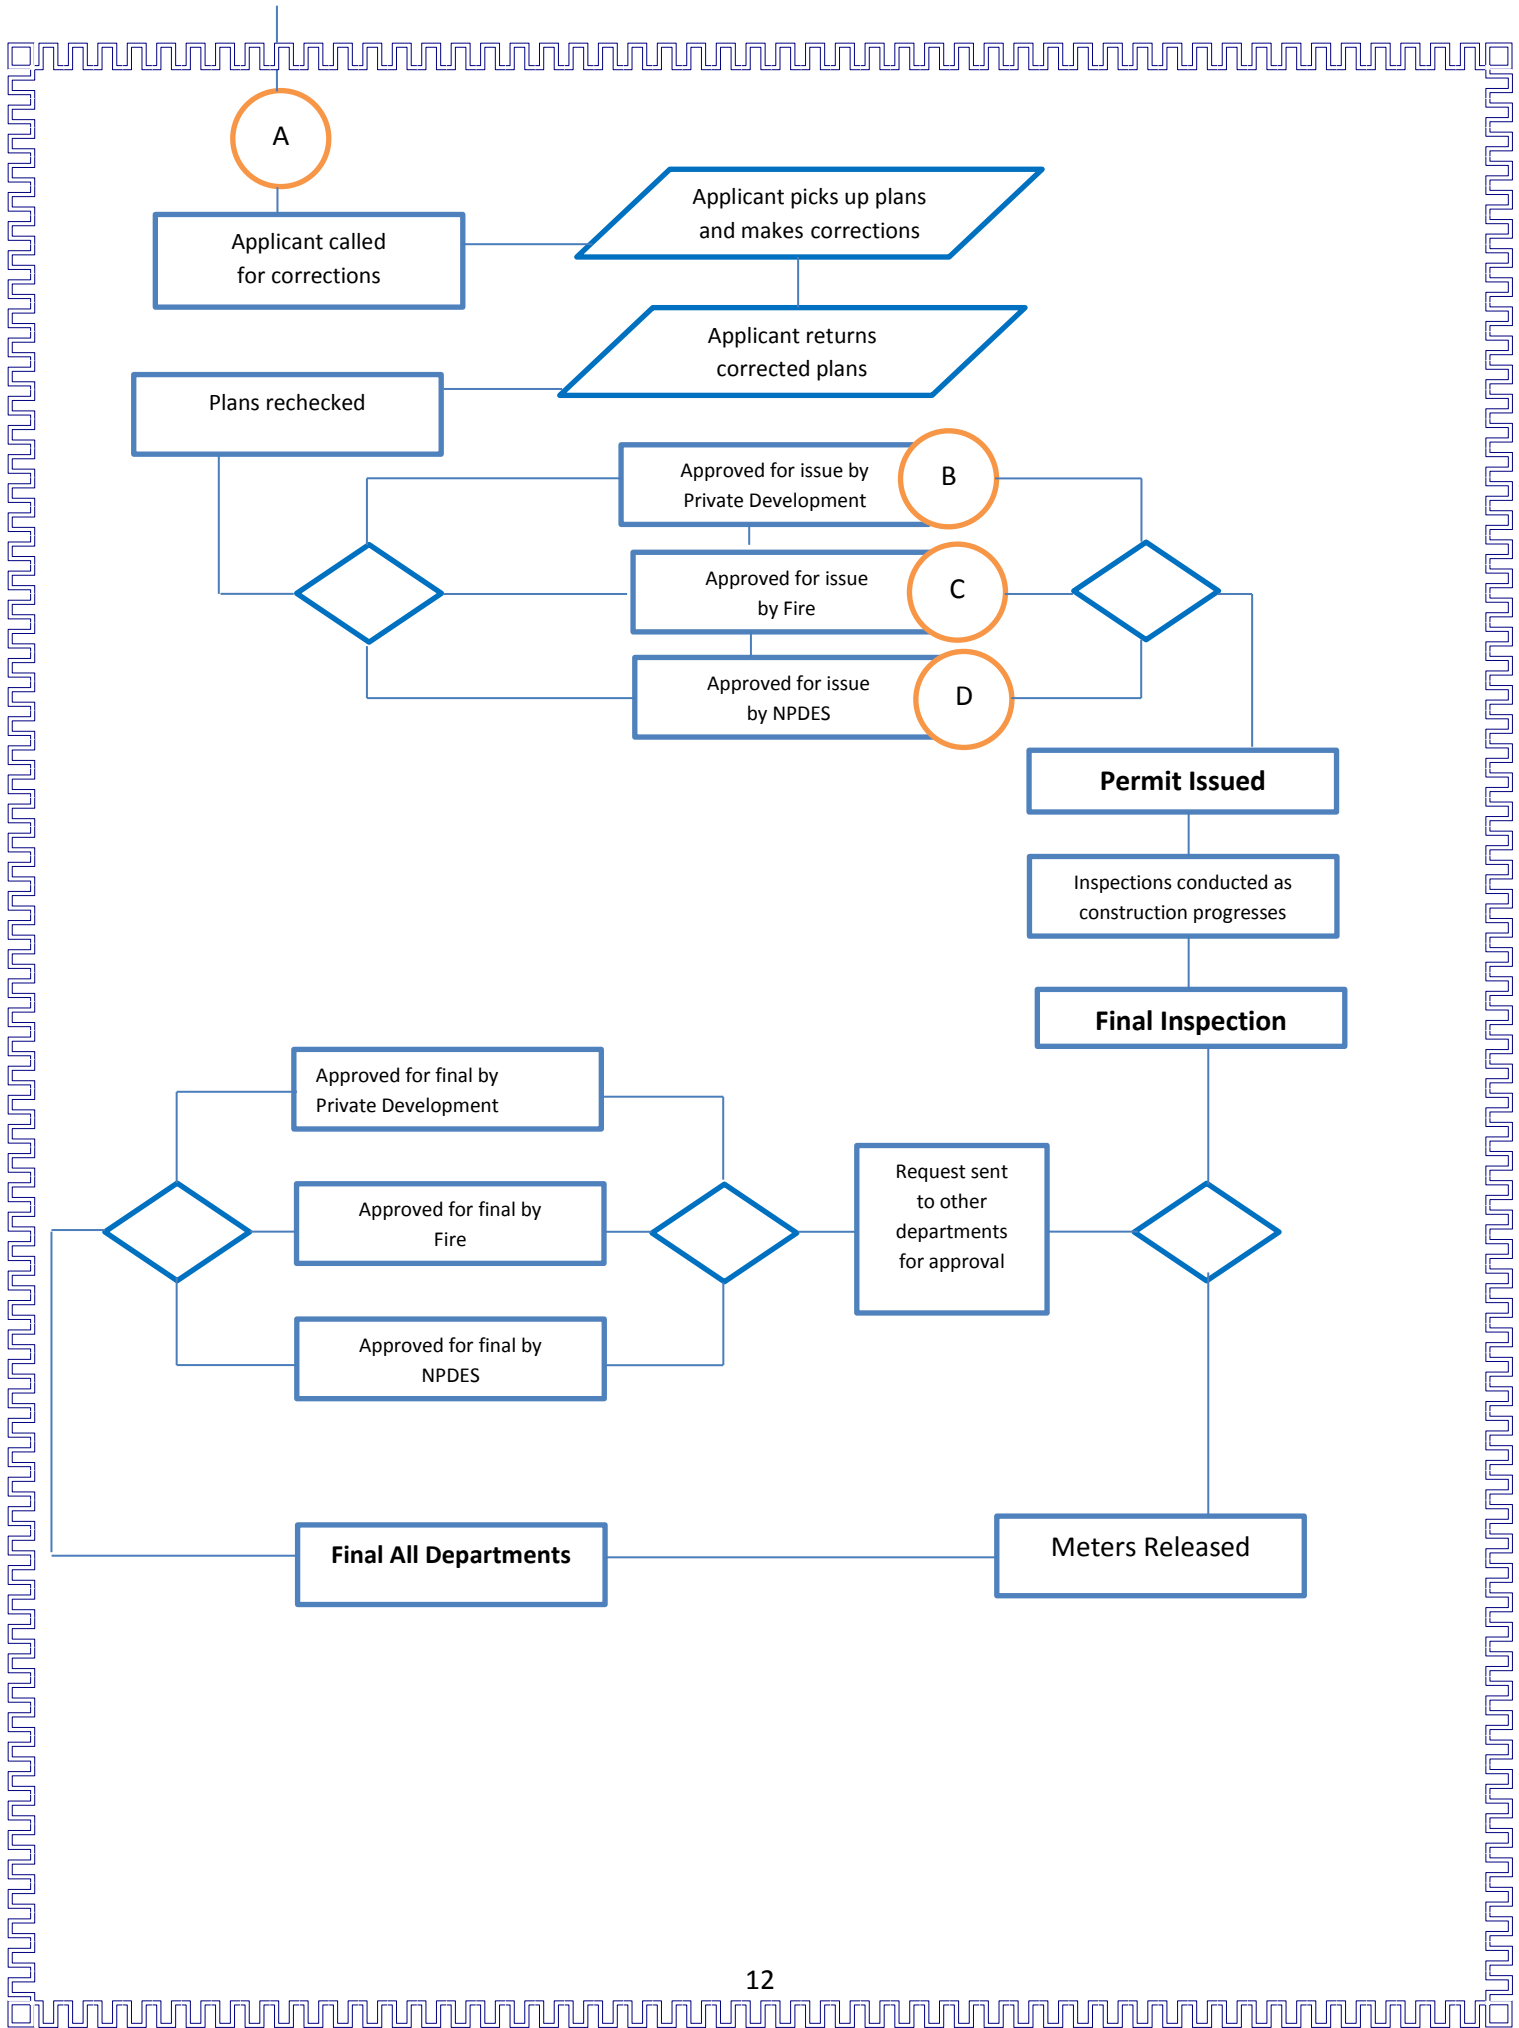 A
Applicant called
for corrections
Applicant picks up plans
and makes corrections
Applicant returns
corrected plans
Plans rechecked
Approved for issue by
Private Development
B
Approved for issue
by Fire
C
Approved for issue
by NPDES
D
Permit Issued
Inspections conducted as
construction progresses
Final Inspection
Approved for final by
Private Development
Request sent
to other
departments
for approval
Approved for final by
Fire
Approved for final by
NPDES
Final All Departments
Meters Released
12